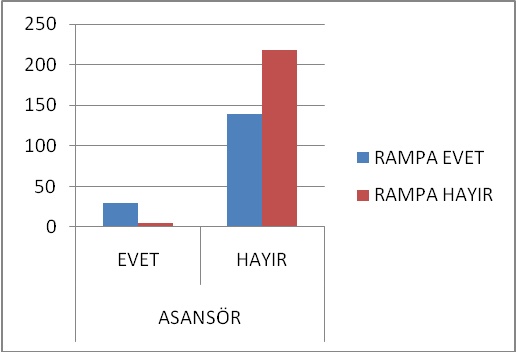 250
200
150
100
50
0
RAMPA EVET
RAMPA HAYIR
EVET
HAYIR
ASANSÖR